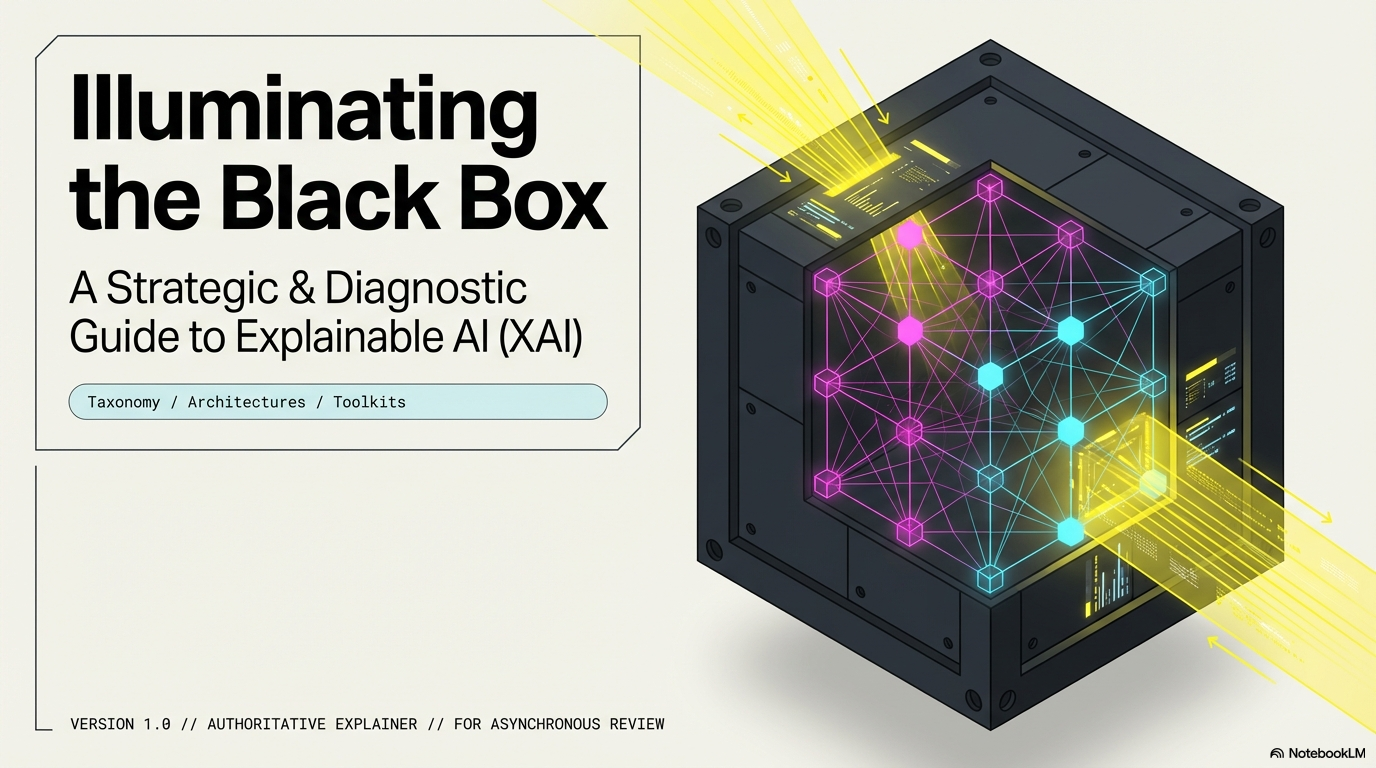 Illuminating
the Black Box
A Strategic & Diagnostic
Guide to Explainable AI (XAI)
Taxonomy / Architectures / Toolkits
VERSION 1.0 // AUTHORITATIVE EXPLAINER // FOR ASYNCHRONOUS REVIEW
NotebookLM